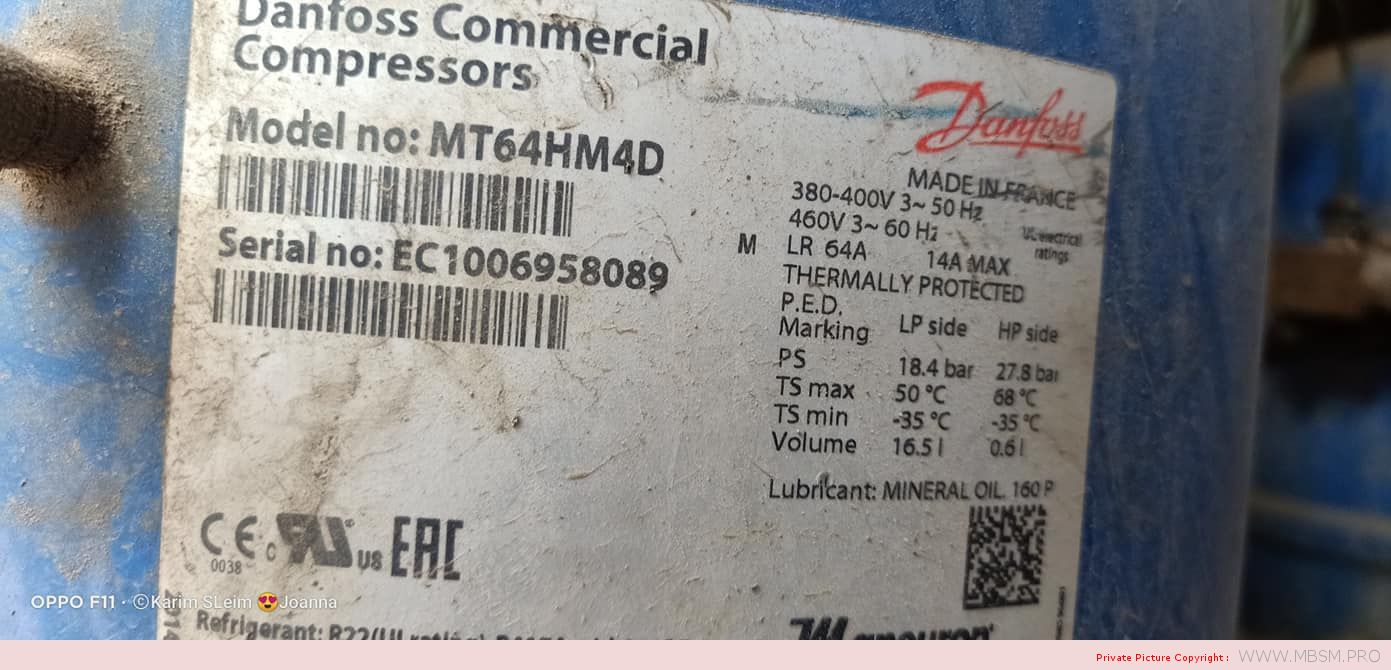 Danfoss Commercial
Compressors
Model no: MT64HM4D
Serial no: EC1006958089
Danfoss
MADE IN FRANCE
380-400V 3~ 50 Hz
460V 3~ 60 Hz
UL electrical
ratings
M LR 64A 14A MAX
THERMALLY PROTECTED
P.E.D.
Marking LP side HP side
PS 18.4 bar 27.8 bar
TS max 50 °C 68 °C
TS min -35 °C -35 °C
Volume 16.5 l 0.6 l
Lubricant: MINERAL OIL. 160 P
CE
0038
c US
EAC
OPPO F11 · ©Karim SLeim 😍Joanna
Refrigerant: R22(UL
Maneurop
Private Picture Copyright : WWW.MBSM.PRO